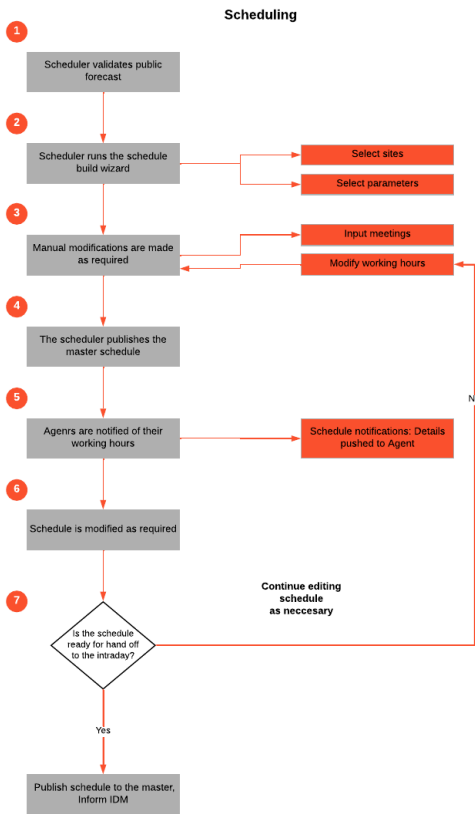 Scheduling
1
Scheduler validates public
forecast
2
Scheduler runs the schedule
build wizard
Select sites
Select parameters
3
Manual modifications are made
as required
Input meetings
Modify working hours
4
The scheduler publishes the
master schedule
N
5
Agenrs are notified of their
working hours
Schedule notifications: Details
pushed to Agent
6
Schedule is modified as required
7
Continue editing
schedule
as neccesary
Is the schedule
ready for hand off
to the intraday?
Yes
Publish schedule to the master,
Inform IDM